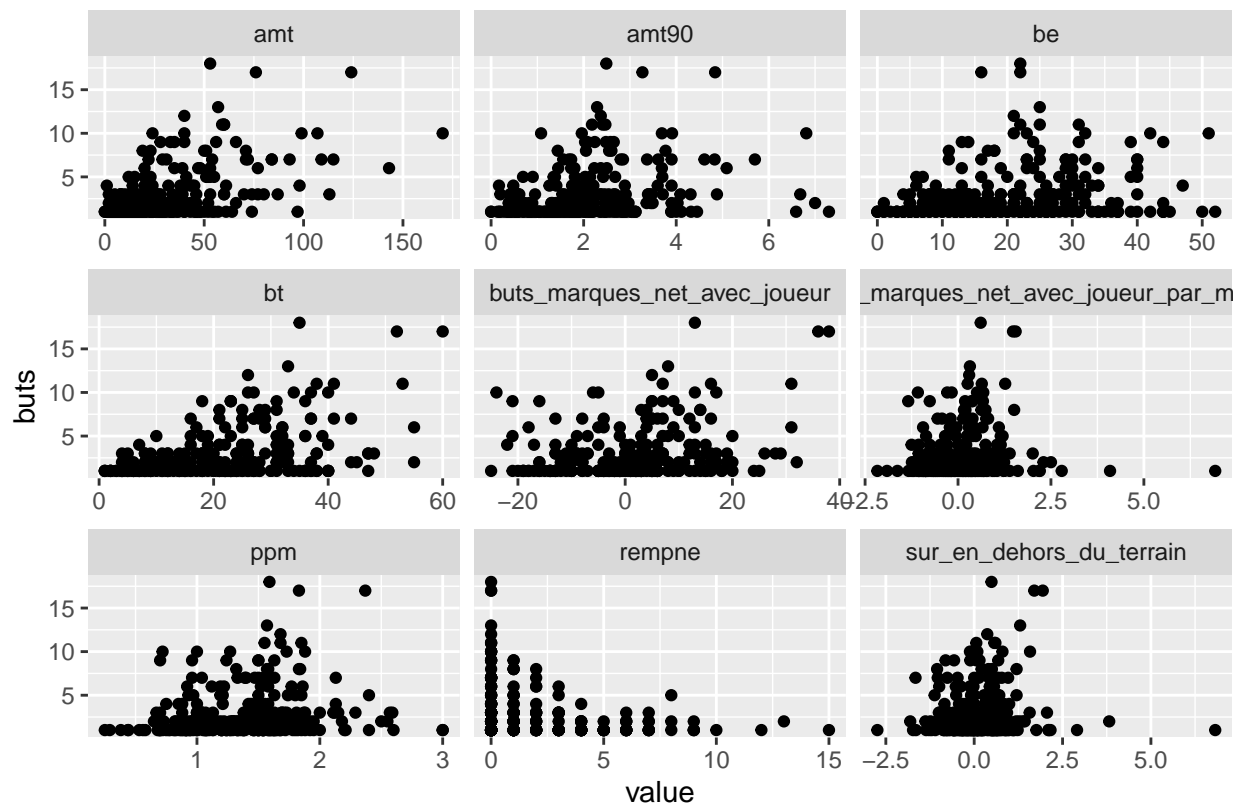 amt amt90 be
15
10
5
0 50 100 150 0 2 4 6 0 10 20 30 40 50
bt buts_marques_net_avec_joueur _marques_net_avec_joueur_par_m
15
10
5
0 20 40 60 −20 0 20 40 −2.5 0.0 2.5 5.0
ppm rempne sur_en_dehors_du_terrain
15
10
5
1 2 3 0 5 10 15 −2.5 0.0 2.5 5.0
value
buts